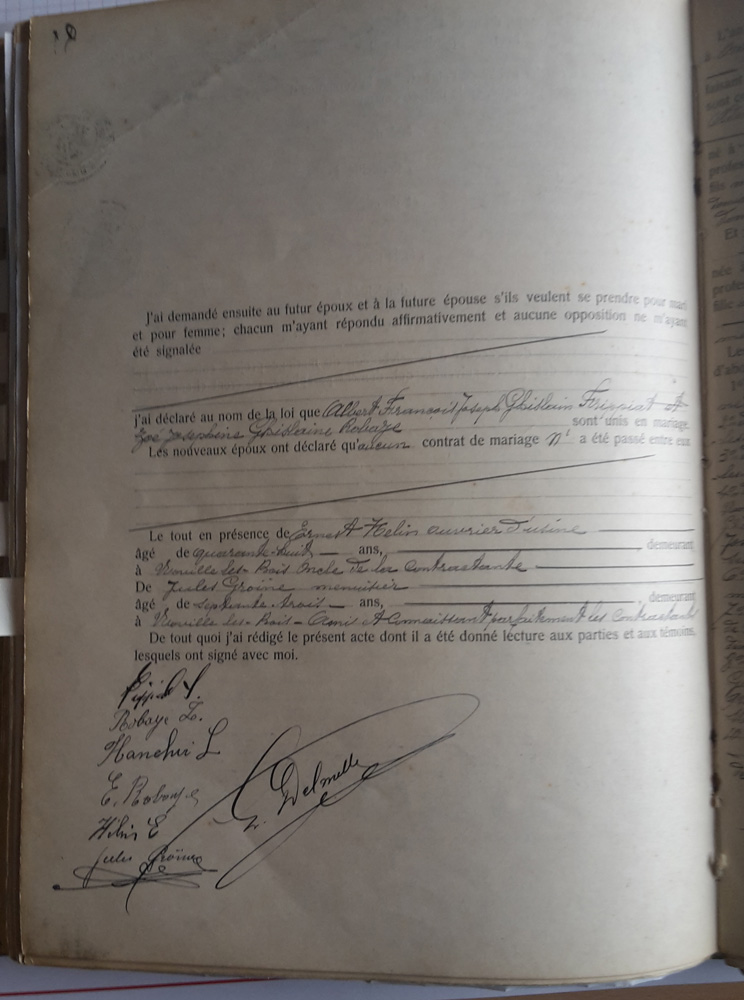 J'ai demandé ensuite au futur époux et à la future épouse s'ils veulent se prendre pour mari
et pour femme; chacun m'ayant répondu affirmativement et aucune opposition ne m'ayant
été signalée
j'ai déclaré au nom de la loi que Albert François Joseph Ghislain Frippiat et
Zoé Joséphine Ghislaine Robaye sont unis en mariage.
Les nouveaux époux ont déclaré qu'aucun contrat de mariage n' a été passé entre eux
Le tout en présence de Ernest Helin ouvrier d'usine
âgé de quarante-huit ans, demeurant
à les-Bois Oncle de la contractante
De Jules Groïne menuisier
âgé de septante-trois ans, demeurant
à les-Bois - Ami et connaissant parfaitement les contractants
De tout quoi j'ai rédigé le présent acte dont il a été donné lecture aux parties et aux témoins,
lesquels ont signé avec moi.
Robaye Z.
L
E. Robaye
Hélin E
Jules Groïne
Delmelle